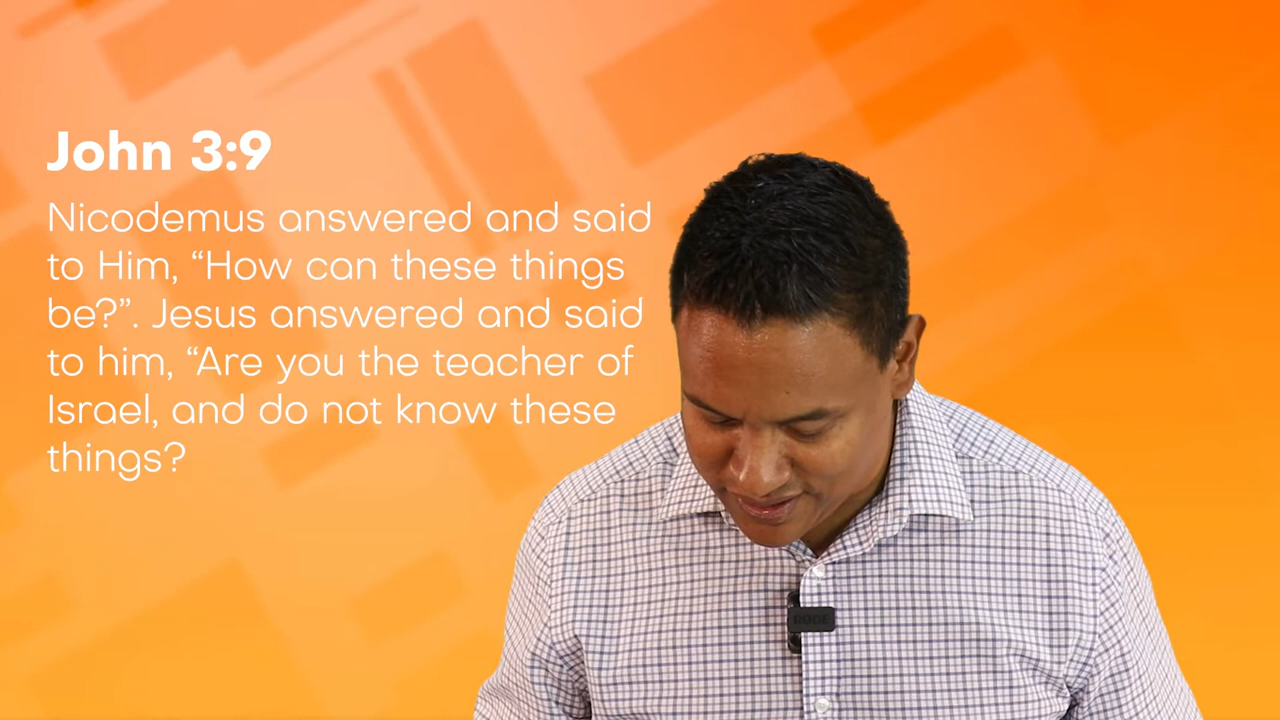 John 3:9
Nicodemus answered and said
to Him, “How can these things
be?”. Jesus answered and said
to him, “Are you the teacher of
Israel, and do not know these
things?
RODE